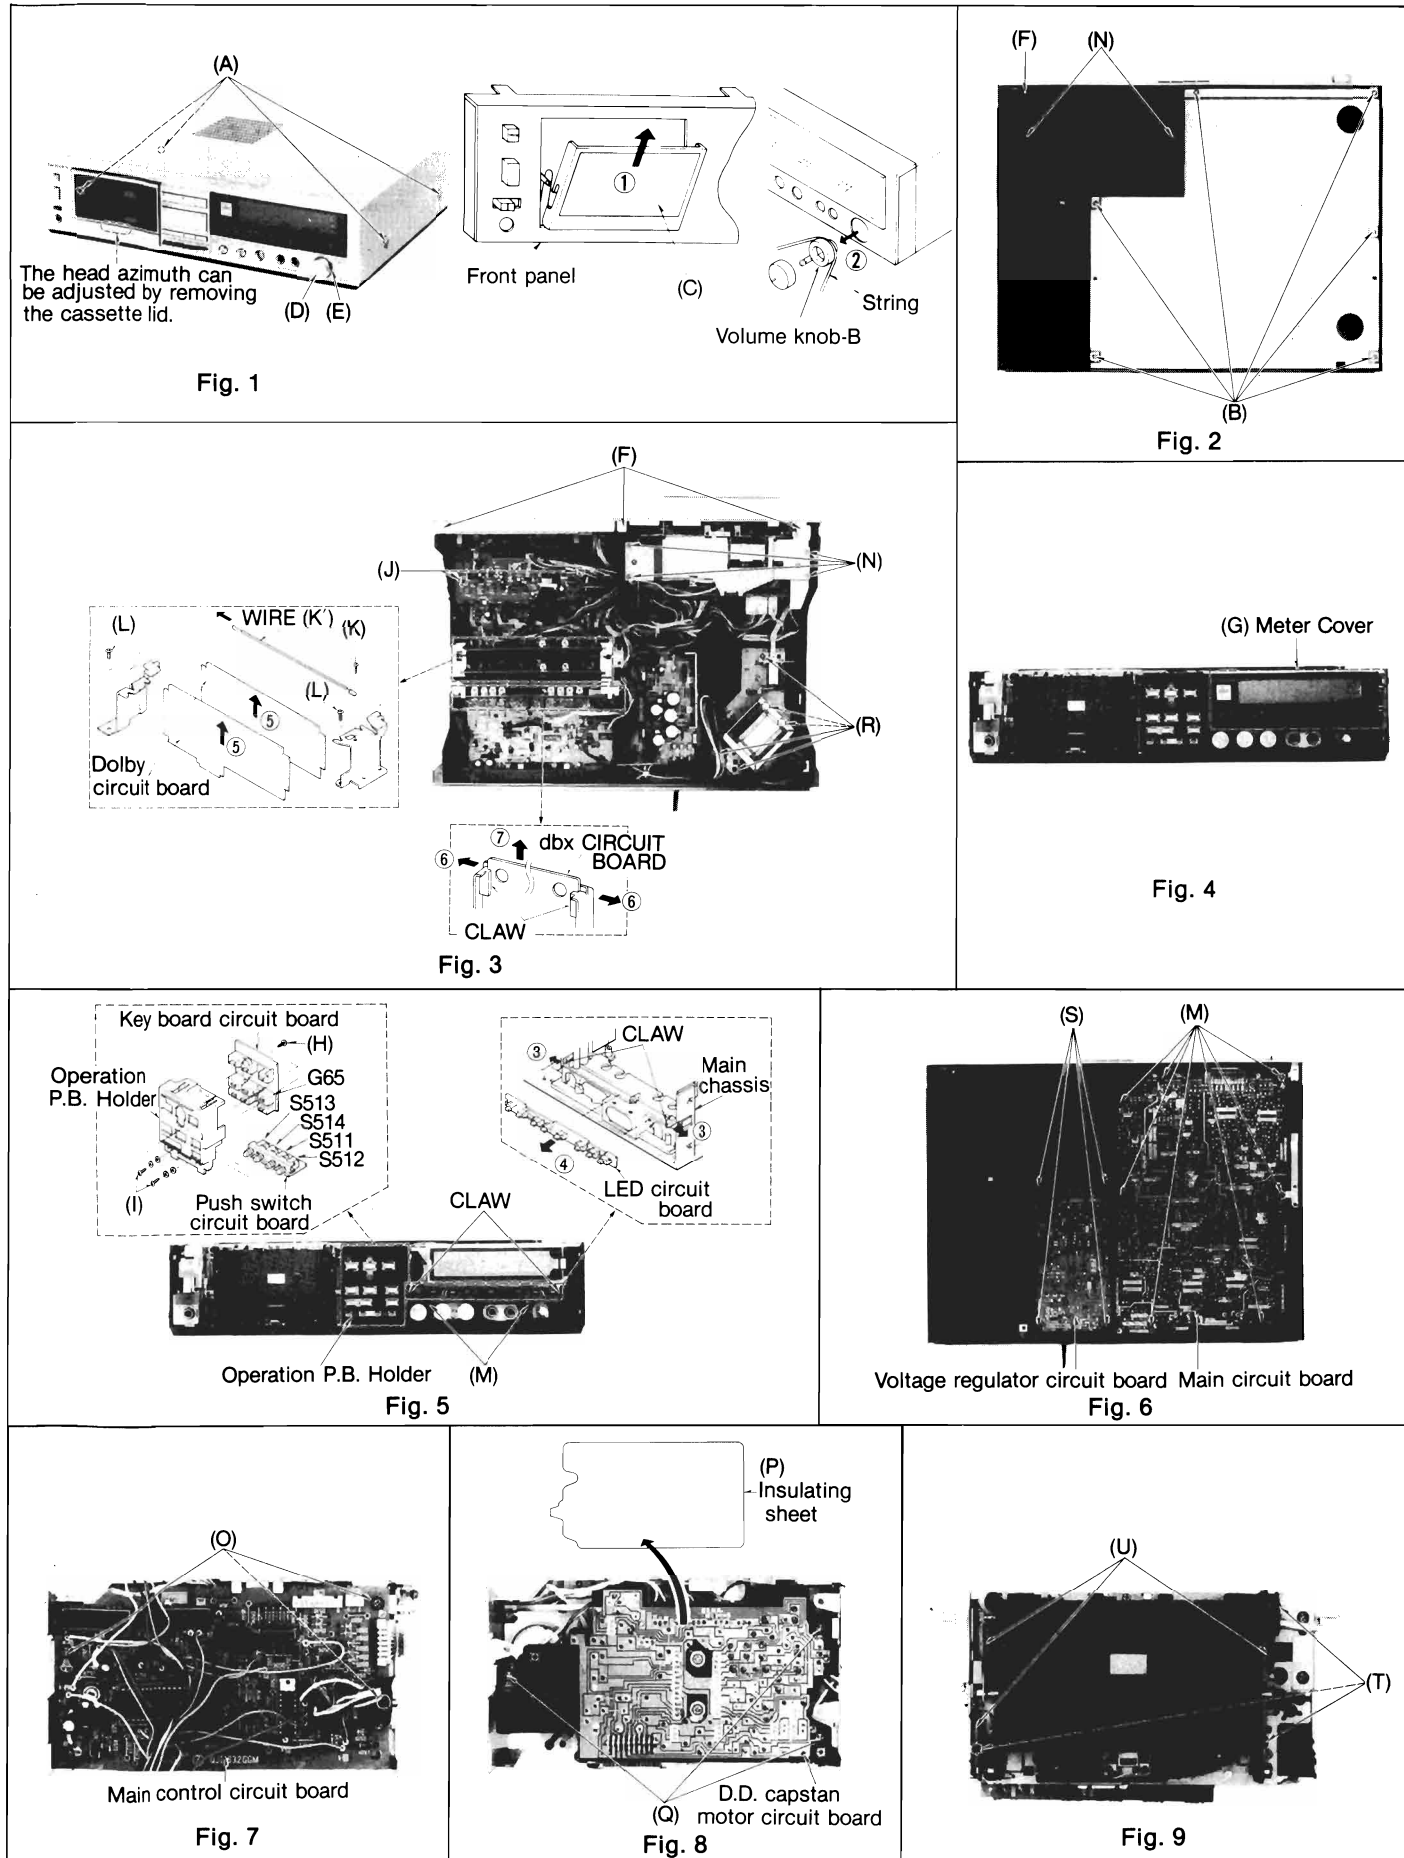 (A)
The head azimuth can
be adjusted by removing
the cassette lid.
(D) (E)
Fig. 1
1
Front panel
(C)
2
String
Volume knob-B
(F) (N)
(B)
Fig. 2
(F)
(J)
(N)
(L)
WIRE (K′)
(K)
(L)
5
5
Dolby
circuit board
(R)
7
dbx CIRCUIT
BOARD
6
6
CLAW
Fig. 3
(G) Meter Cover
Fig. 4
Key board circuit board
(H)
Operation
P.B. Holder
G65
S513
S514
S511
S512
(I)
Push switch
circuit board
3
CLAW
Main
chassis
3
4
LED circuit
board
CLAW
Operation P.B. Holder
(M)
Fig. 5
(S) (M)
Voltage regulator circuit board Main circuit board
Fig. 6
(O)
Main control circuit board
Fig. 7
(P)
Insulating
sheet
(Q)
D.D. capstan
motor circuit board
Fig. 8
(U)
(T)
Fig. 9